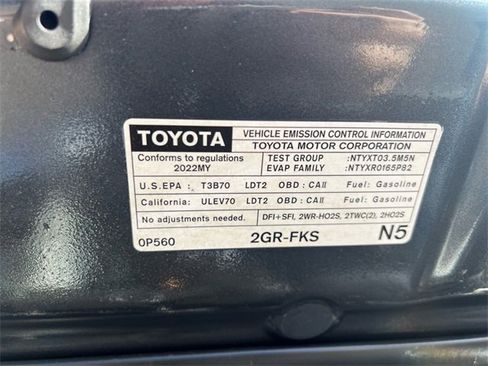 TOYOTA
VEHICLE EMISSION CONTROL INFORMATION
TOYOTA MOTOR CORPORATION
Conforms to regulations
2022MY
TEST GROUP :NTYXT03.5M5N
EVAP FAMILY :NTYXR0165P82
U.S.EPA : T3B70 LDT2 OBD : CAII Fuel: Gasoline
California: ULEV70 LDT2 OBD : CAII Fuel: Gasoline
No adjustments needed. DFI+SFI, 2WR-HO2S, 2TWC(2), 2HO2S
0P560 2GR-FKS N5